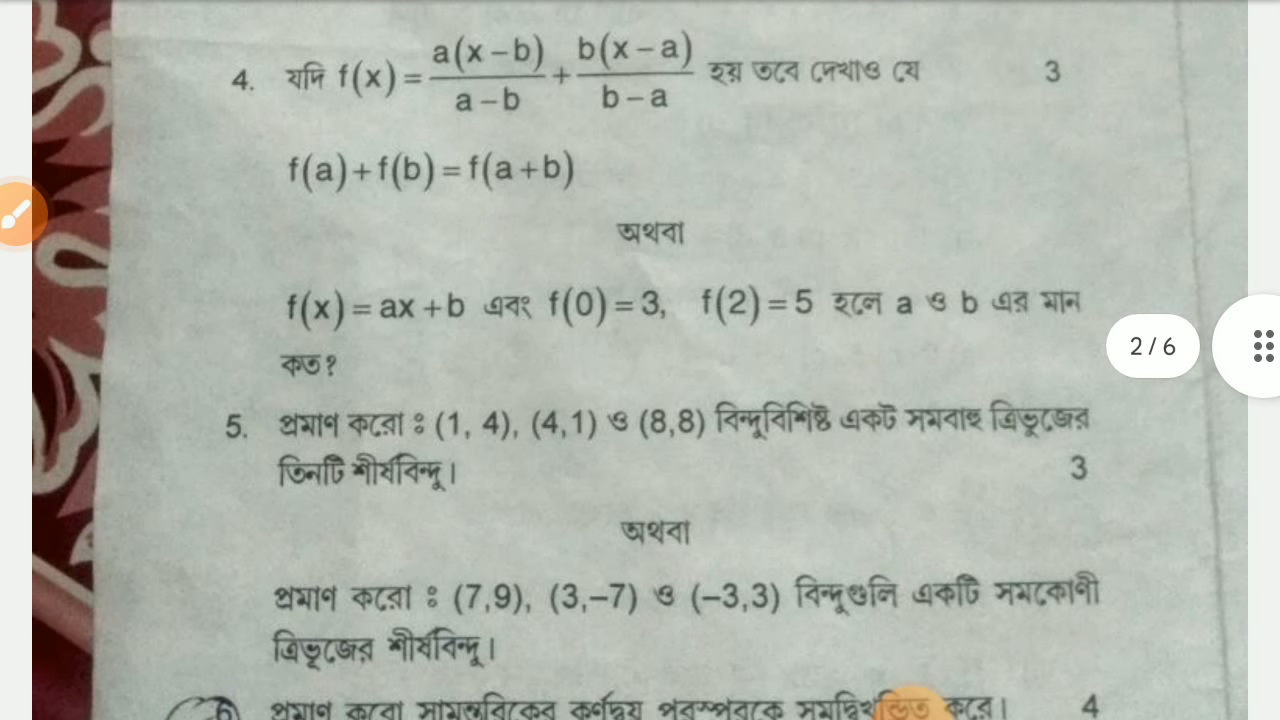 4. যদি f(x) = a(x – b)/a – b + b(x – a)/b – a হয় তবে দেখাও যে 3
f(a) + f(b) = f(a + b)
অথবা
f(x) = ax + b এবং f(0) = 3, f(2) = 5 হলে a ও b এর মান
কত?
5. প্রমাণ করো ঃ (1, 4), (4,1) ও (8,8) বিন্দুবিশিষ্ট একট সমবাহু ত্রিভূজের
তিনটি শীর্ষবিন্দু। 3
অথবা
প্রমাণ করো ঃ (7,9), (3,–7) ও (–3,3) বিন্দুগুলি একটি সমকোণী
ত্রিভূজের শীর্ষবিন্দু।
6 প্রমাণ করো সামন্তরিকের কর্ণদ্বয় পরস্পরকে সমদ্বিখন্ডিত করে। 4
2 / 6